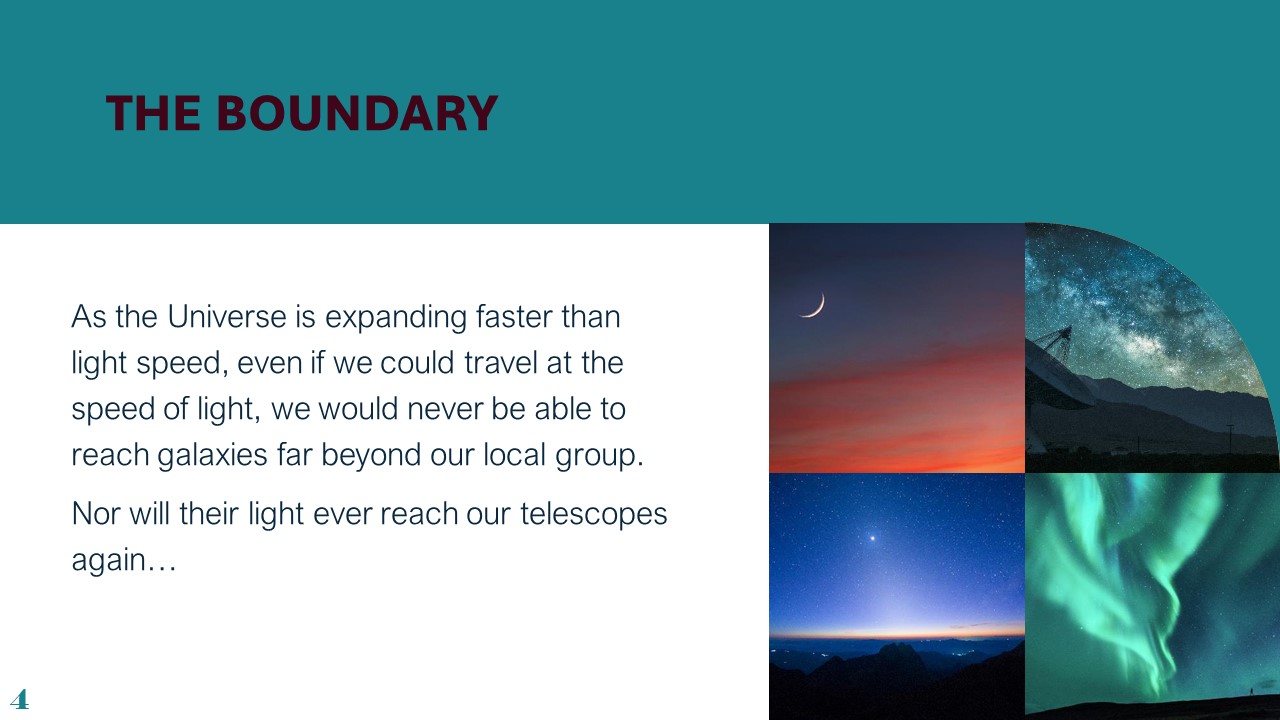 THE BOUNDARY
As the Universe is expanding faster than
light speed, even if we could travel at the
speed of light, we would never be able to
reach galaxies far beyond our local group.
Nor will their light ever reach our telescopes
again…
4